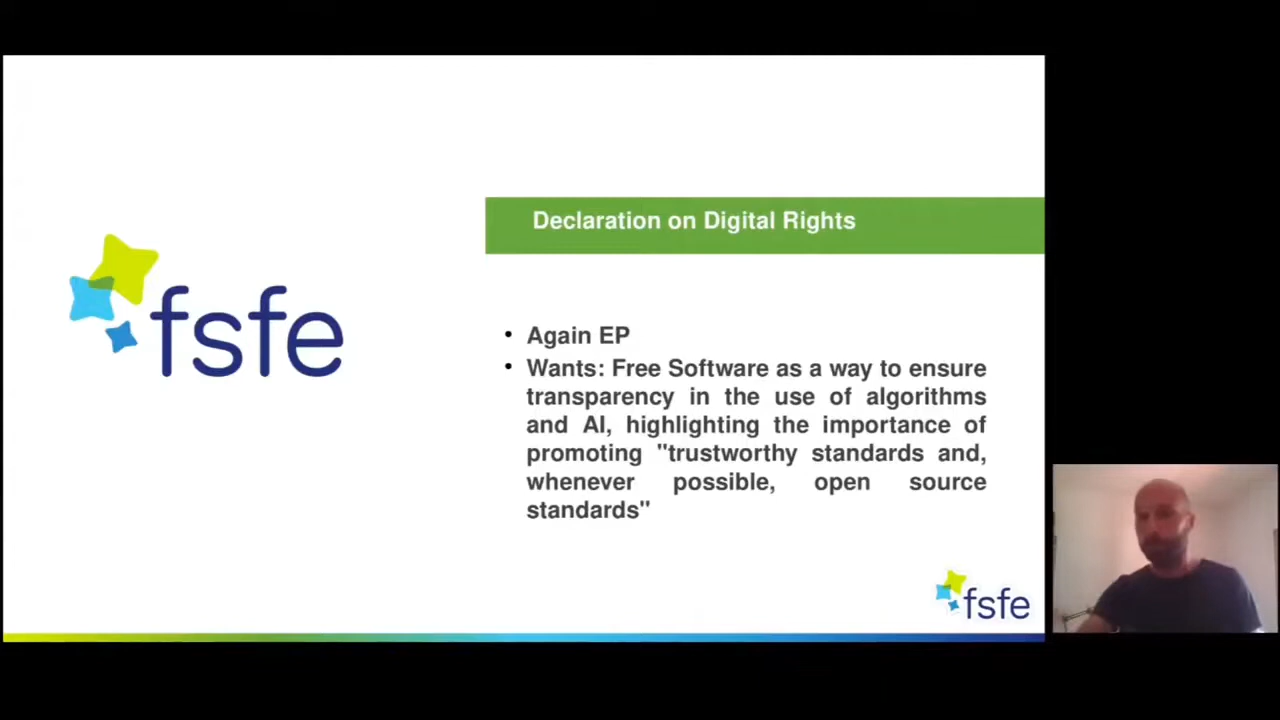 Declaration on Digital Rights
fsfe
• Again EP
• Wants: Free Software as a way to ensure
transparency in the use of algorithms
and AI, highlighting the importance of
promoting "trustworthy standards and,
whenever possible, open source
standards"
fsfe